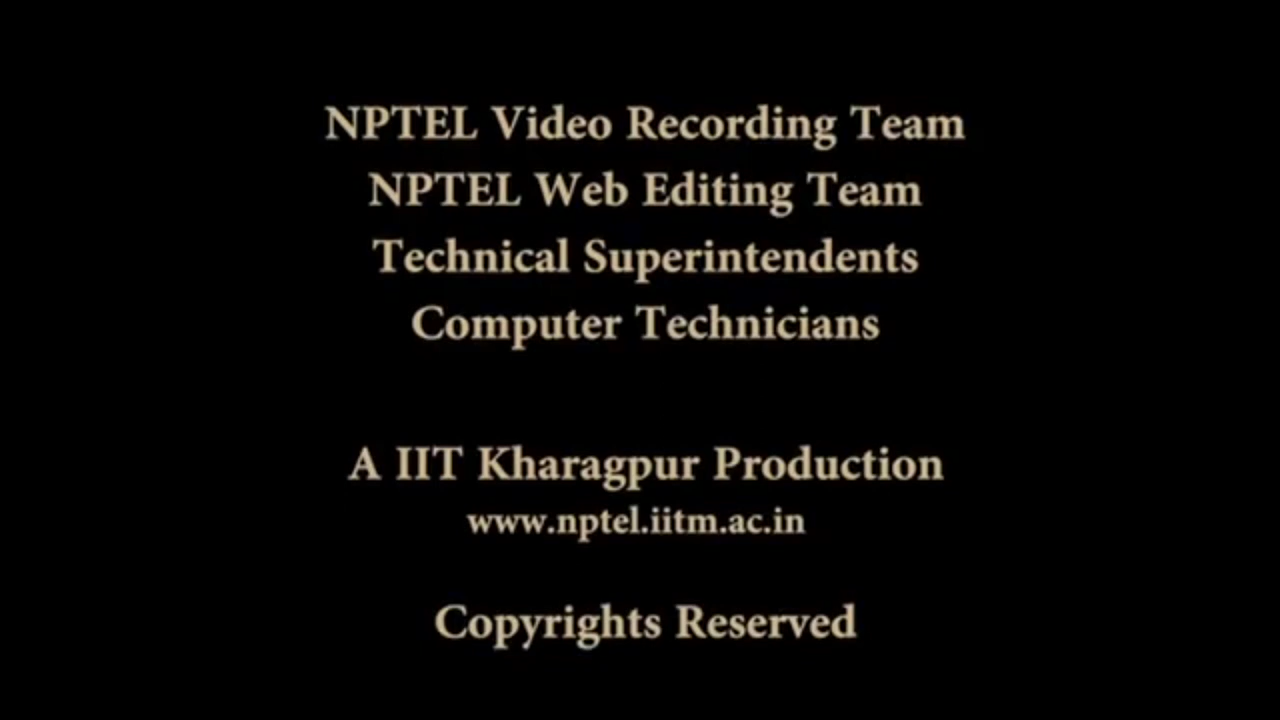 NPTEL Video Recording Team
NPTEL Web Editing Team
Technical Superintendents
Computer Technicians
A IIT Kharagpur Production
www.nptel.iitm.ac.in
Copyrights Reserved